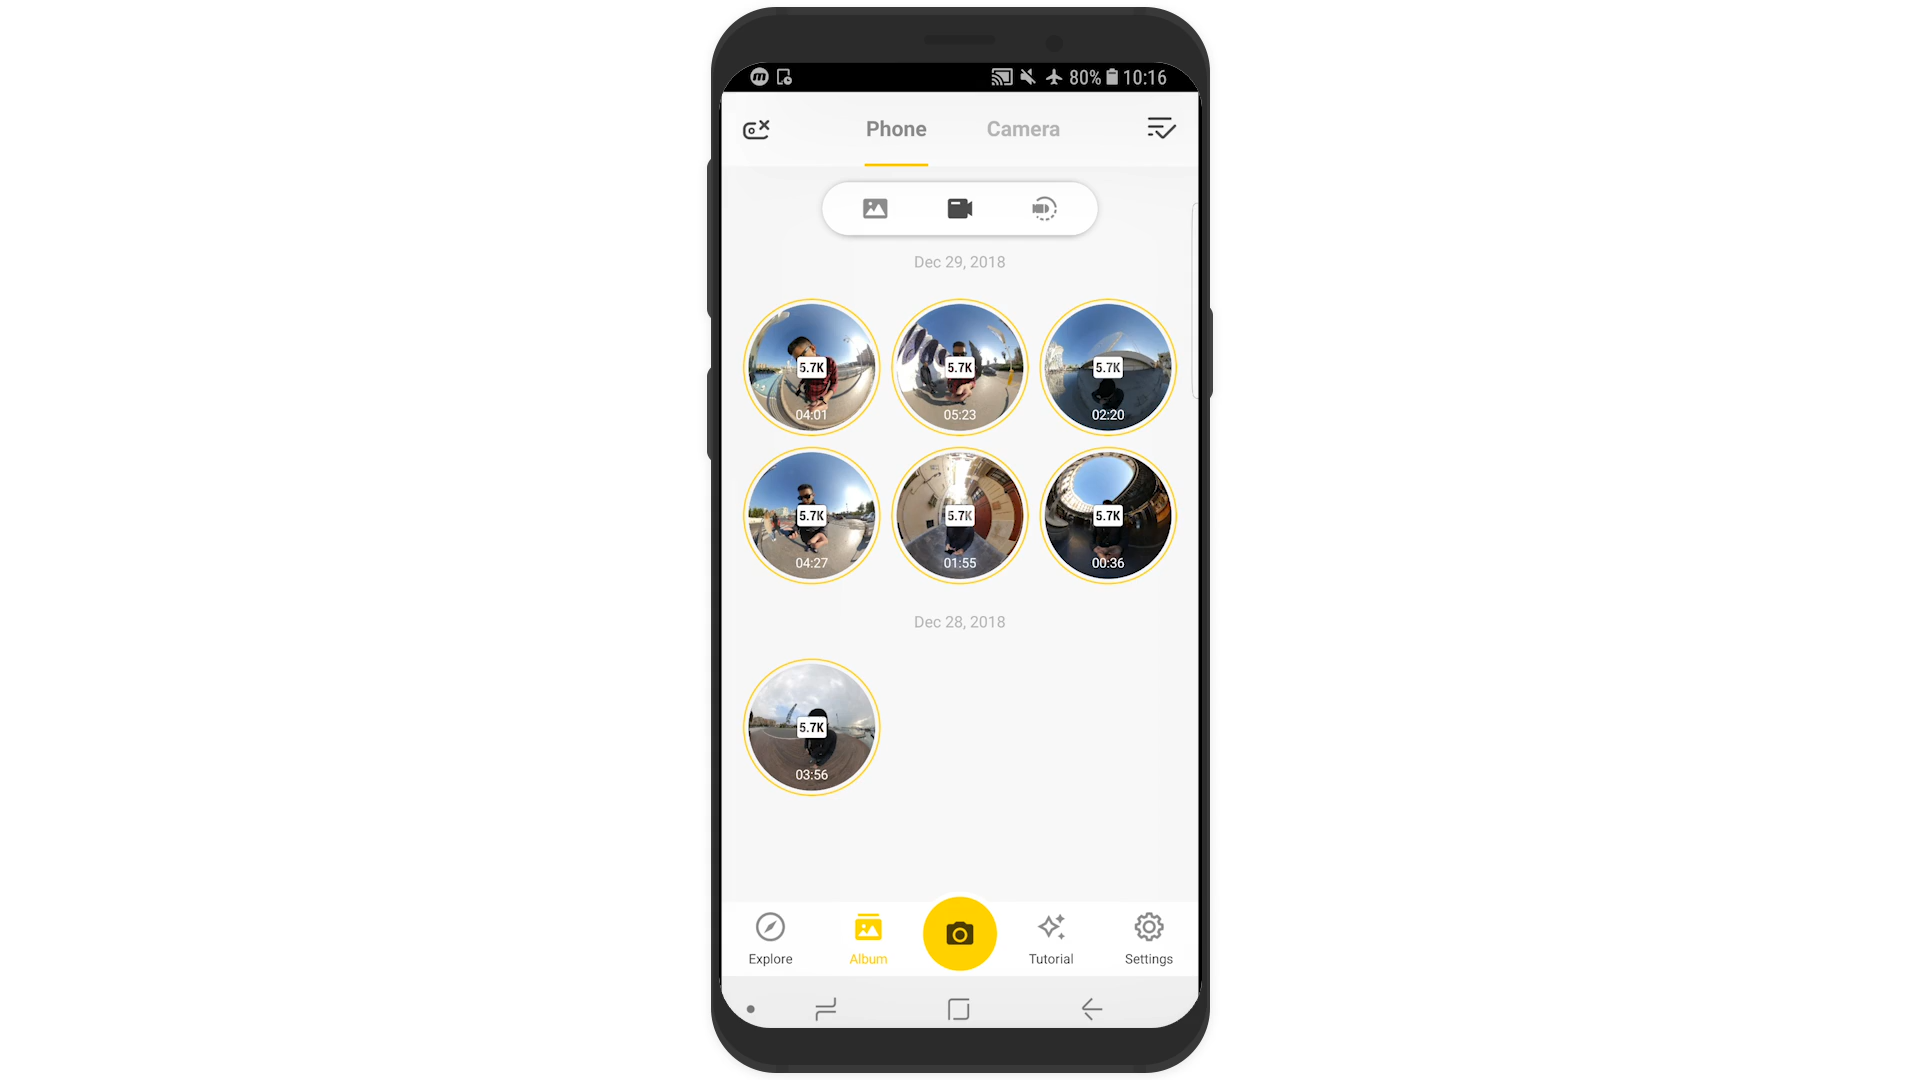 80% 10:16
Phone Camera
Dec 29, 2018
5.7K 5.7K 5.7K
04:01 05:23 02:20
5.7K 5.7K 5.7K
04:27 01:55 00:36
Dec 28, 2018
5.7K
03:56
Explore Album Tutorial Settings